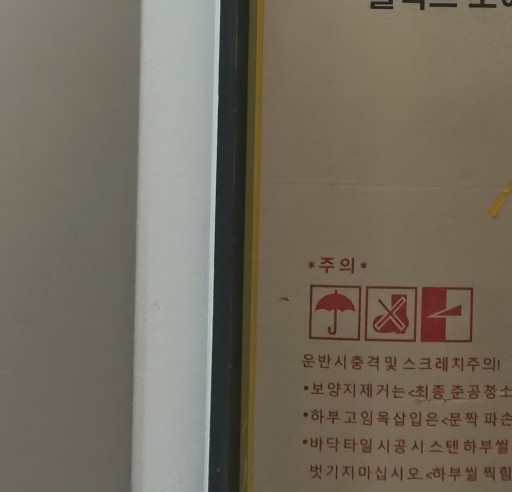 *주의*
운반시충격및스크레치주의!
•보양지제거는<최종 준공청소
•하부고임목삽입은<문짝 파손
•바닥타일시공시 스텐하부씰
벗기지마십시오.<하부씰 찍힘